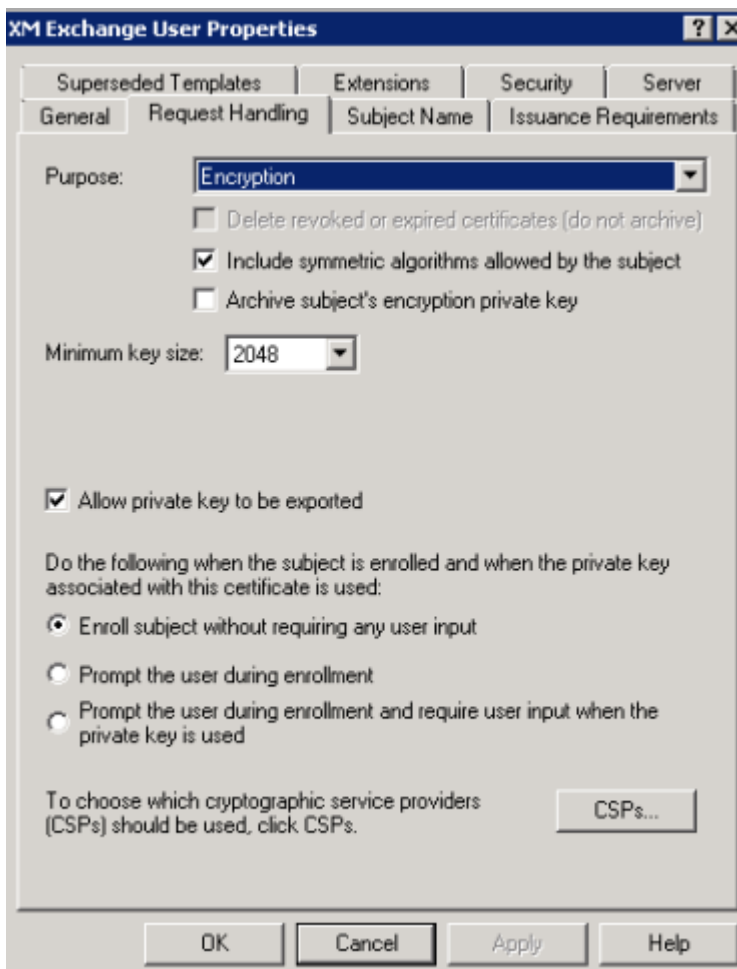 XM Exchange User Properties
Superseded Templates Extensions Security Server
General Request Handling Subject Name Issuance Requirements
Purpose: Encryption
Delete revoked or expired certificates (do not archive)
Include symmetric algorithms allowed by the subject
Archive subject's encryption private key
Minimum key size: 2048
Allow private key to be exported
Do the following when the subject is enrolled and when the private key
associated with this certificate is used:
Enroll subject without requiring any user input
Prompt the user during enrollment
Prompt the user during enrollment and require user input when the
private key is used
To choose which cryptographic service providers
(CSPs) should be used, click CSPs.
CSPs...
OK Cancel Apply Help